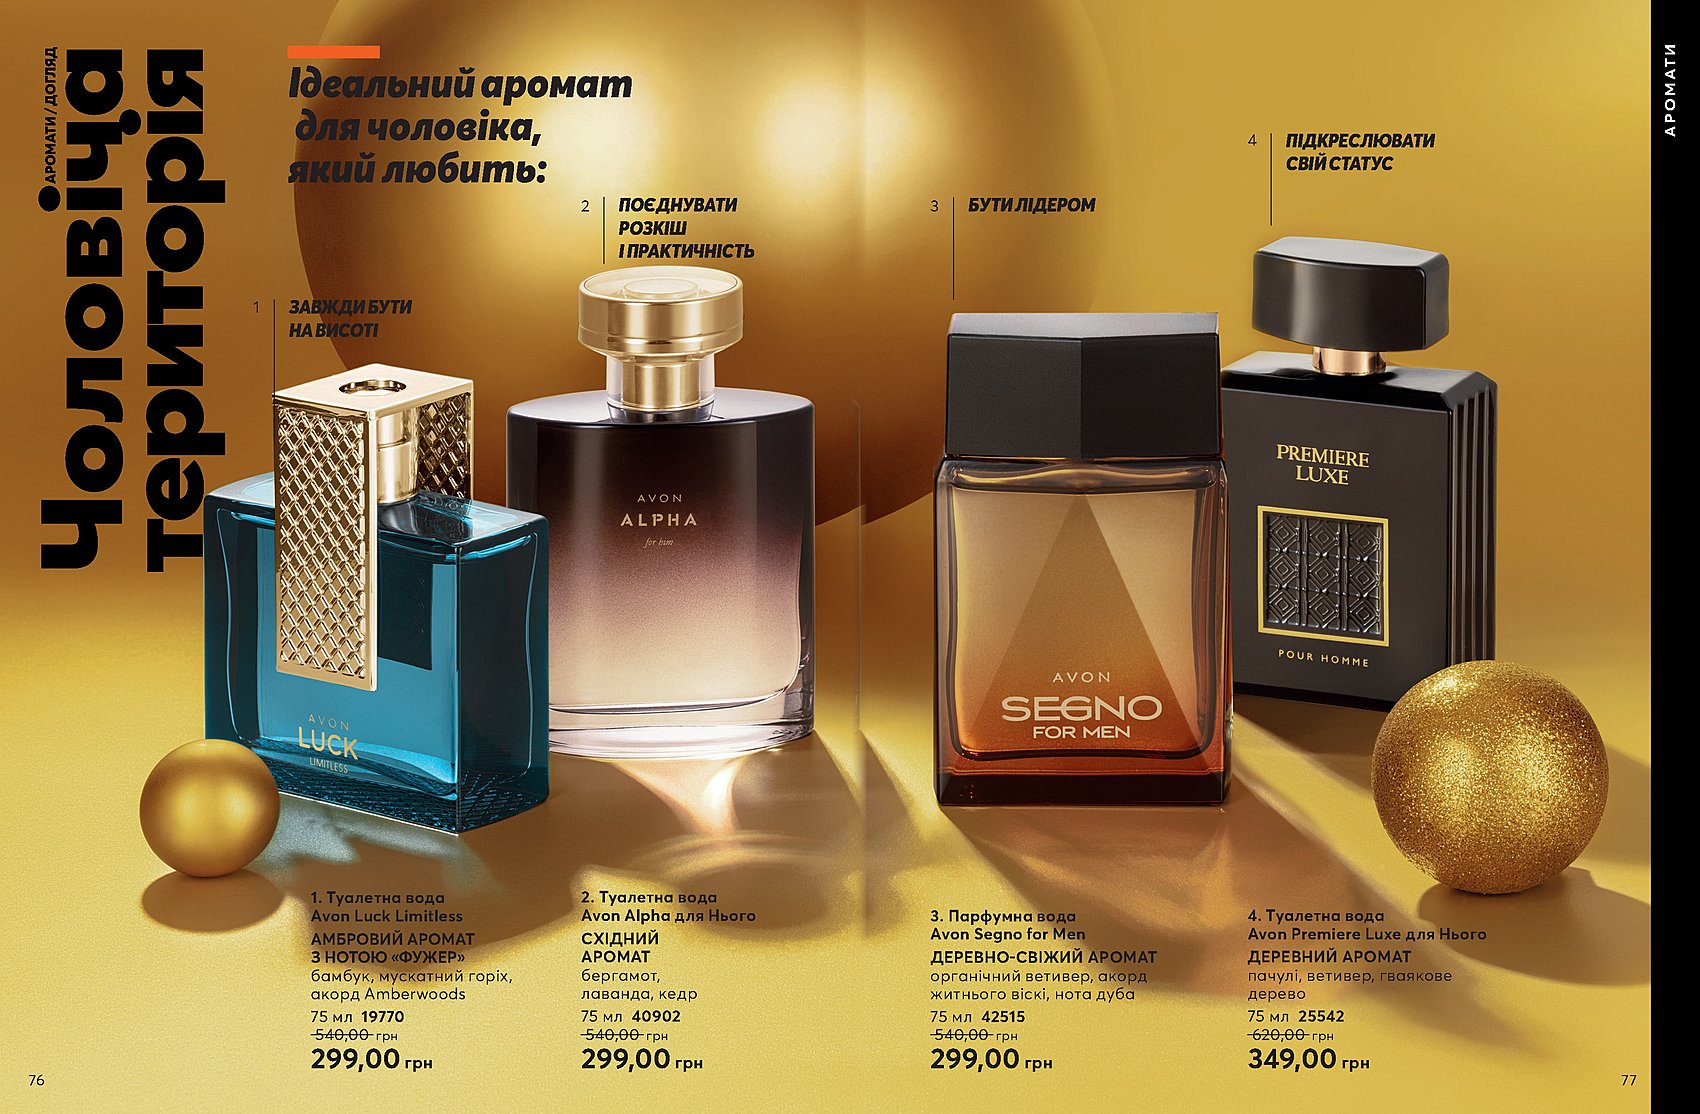 АРОМАТИ / ДОГЛЯД
Чоловіча
територія
Ідеальний аромат
для чоловіка,
який любить:
1
ЗАВЖДИ БУТИ
НА ВИСОТІ
2
ПОЄДНУВАТИ
РОЗКІШ
І ПРАКТИЧНІСТЬ
3
БУТИ ЛІДЕРОМ
4
ПІДКРЕСЛЮВАТИ
СВІЙ СТАТУС
АРОМАТИ
AVON
LUCK
LIMITLESS
AVON
ALPHA
for him
AVON
SEGNO
FOR MEN
PREMIERE
LUXE
POUR HOMME
1. Туалетна вода
Avon Luck Limitless
АМБРОВИЙ АРОМАТ
З НОТОЮ «ФУЖЕР»
бамбук, мускатний горіх,
акорд Amberwoods
75 мл 19770
540,00 грн
299,00 грн
2. Туалетна вода
Avon Alpha для Нього
СХІДНИЙ
АРОМАТ
бергамот,
лаванда, кедр
75 мл 40902
540,00 грн
299,00 грн
3. Парфумна вода
Avon Segno for Men
ДЕРЕВНО-СВІЖИЙ АРОМАТ
органічний ветивер, акорд
житнього віскі, нота дуба
75 мл 42515
540,00 грн
299,00 грн
4. Туалетна вода
Avon Premiere Luxe для Нього
ДЕРЕВНИЙ АРОМАТ
пачулі, ветивер, гваякове
дерево
75 мл 25542
620,00 грн
349,00 грн
76
77